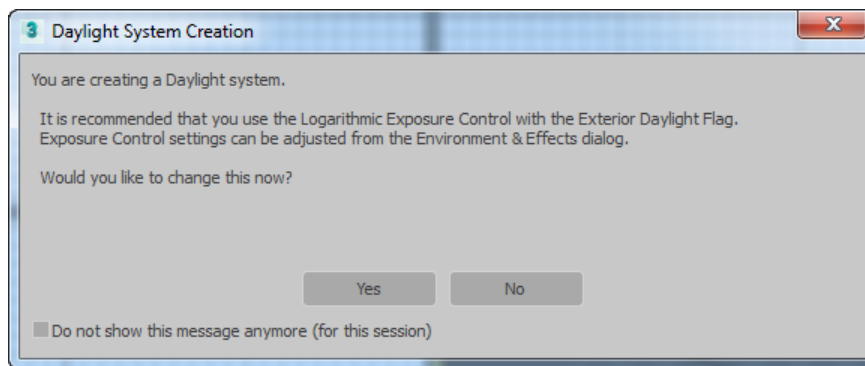 3 Daylight System Creation
You are creating a Daylight system.
It is recommended that you use the Logarithmic Exposure Control with the Exterior Daylight Flag.
Exposure Control settings can be adjusted from the Environment & Effects dialog.
Would you like to change this now?
Yes No
Do not show this message anymore (for this session)